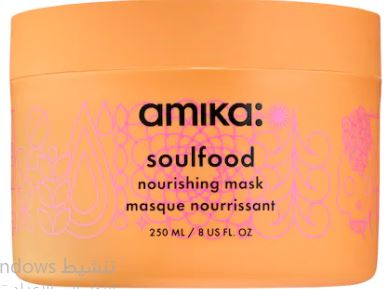 amika:
soulfood
nourishing mask
masque nourrissant
250 ML / 8 US FL. OZ
تنشيط ndows